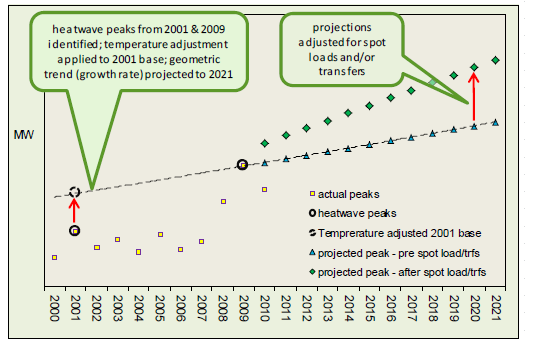 heatwave peaks from 2001 & 2009
identified; temperature adjustment
applied to 2001 base; geometric
trend (growth rate) projected to 2021
projections
adjusted for spot
loads and/or
transfers
MW
actual peaks
heatwave peaks
Temprerature adjusted 2001 base
projected peak - pre spot load/trfs
projected peak - after spot load/trfs
2000
2001
2002
2003
2004
2005
2006
2007
2008
2009
2010
2011
2012
2013
2014
2015
2016
2017
2018
2019
2020
2021